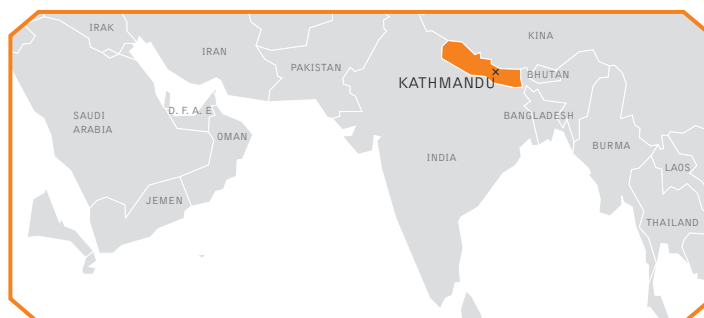 IRAK
IRAN
KINA
PAKISTAN
BHUTAN
KATHMANDU
D. F. A. E
SAUDI
ARABIA
BANGLADESH
OMAN
BURMA
INDIA
LAOS
JEMEN
THAILAND